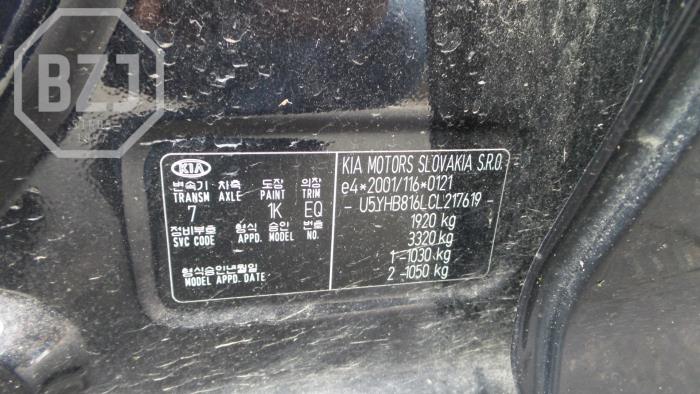 BZJ
KIA
변속기 차축 도장 의장
TRANSM AXLE PAINT TRIM
7 1K EQ
정비부호 형식 승인 번호
SVC CODE APPD. MODEL NO.
형식승인년월일
MODEL APPD. DATE
KIA MOTORS SLOVAKIA S.R.O.
e4*2001/116*0121
- U5YHB816LCL217619 -
1920 kg
3320 kg
1 -1030 kg
2 -1050 kg